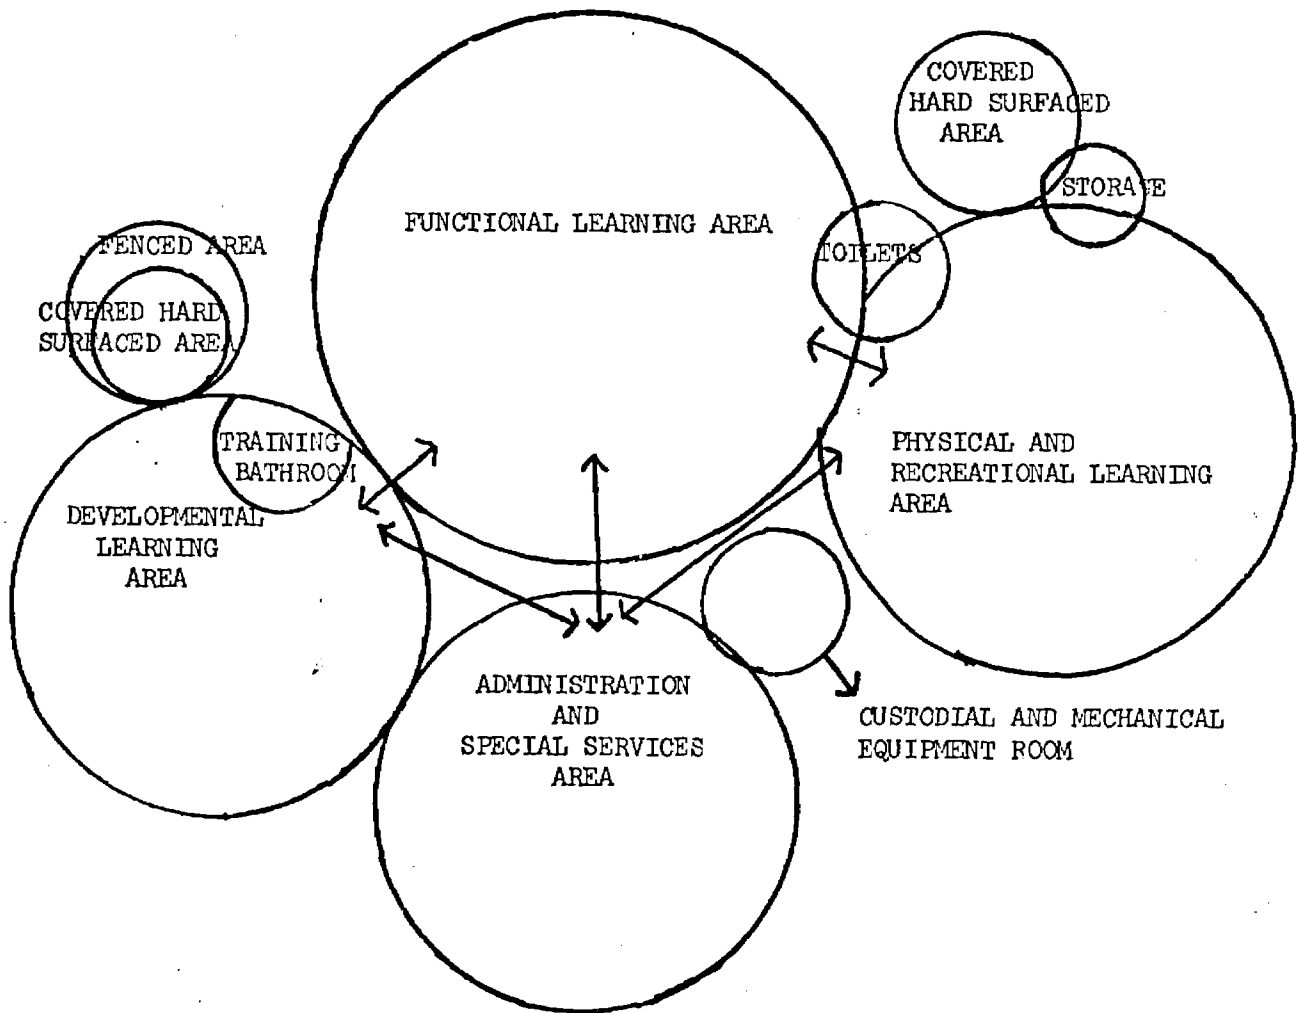 COVERED
HARD SURFACED
AREA
STORAGE
FUNCTIONAL LEARNING AREA
TOILETS
FENCED AREA
COVERED HARD
SURFACED AREA
TRAINING
BATHROOM
PHYSICAL AND
RECREATIONAL LEARNING
AREA
DEVELOPMENTAL
LEARNING
AREA
ADMINISTRATION
AND
SPECIAL SERVICES
AREA
CUSTODIAL AND MECHANICAL
EQUIPMENT ROOM